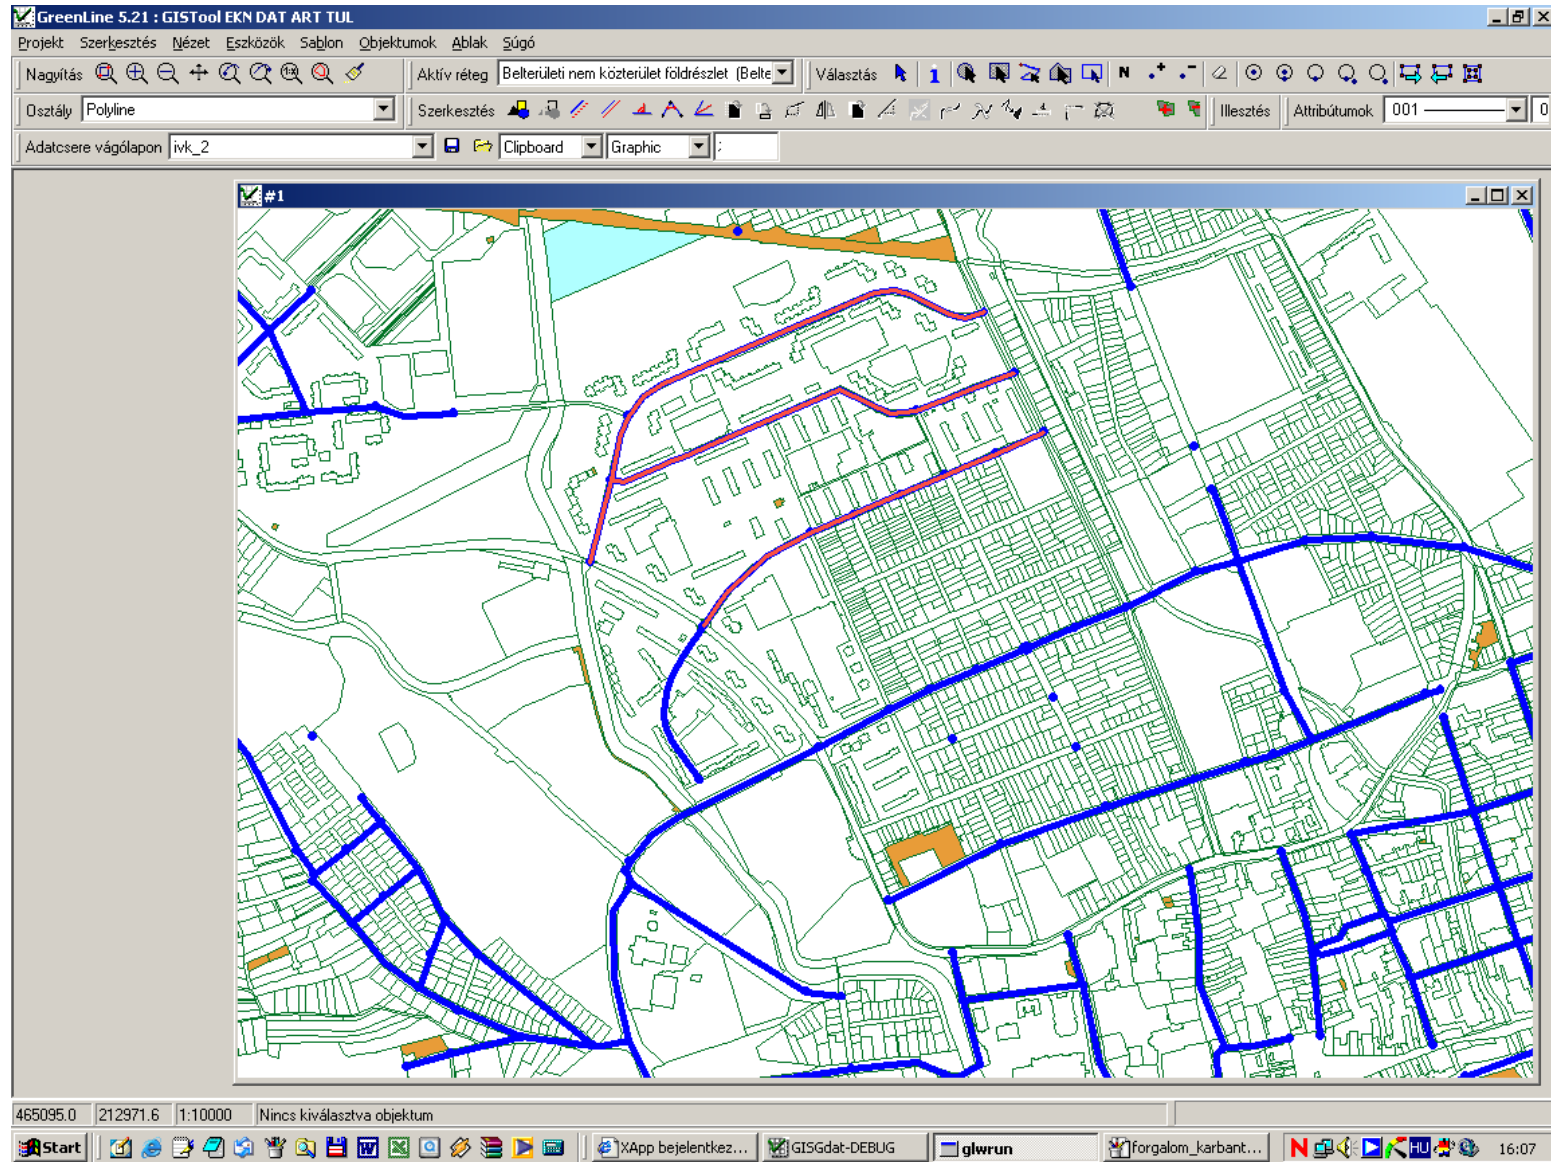 GreenLine 5.21 : GISTool EKN DAT ART TUL
Projekt Szerkesztés Nézet Eszközök Sablon Objektumok Ablak Súgó
Nagyítás Aktív réteg Belterületi nem közterület földrészlet (Belte Választás
Osztály Polyline Szerkesztés Illesztés Attribútumok 001 0
Adatcsere vágólapon ivk_2 Clipboard Graphic ;
#1
465095.0 212971.6 1:10000 Nincs kiválasztva objektum
Start XApp bejelentkez... GISGdat-DEBUG glwrun forgalom_karbant... HU 16:07